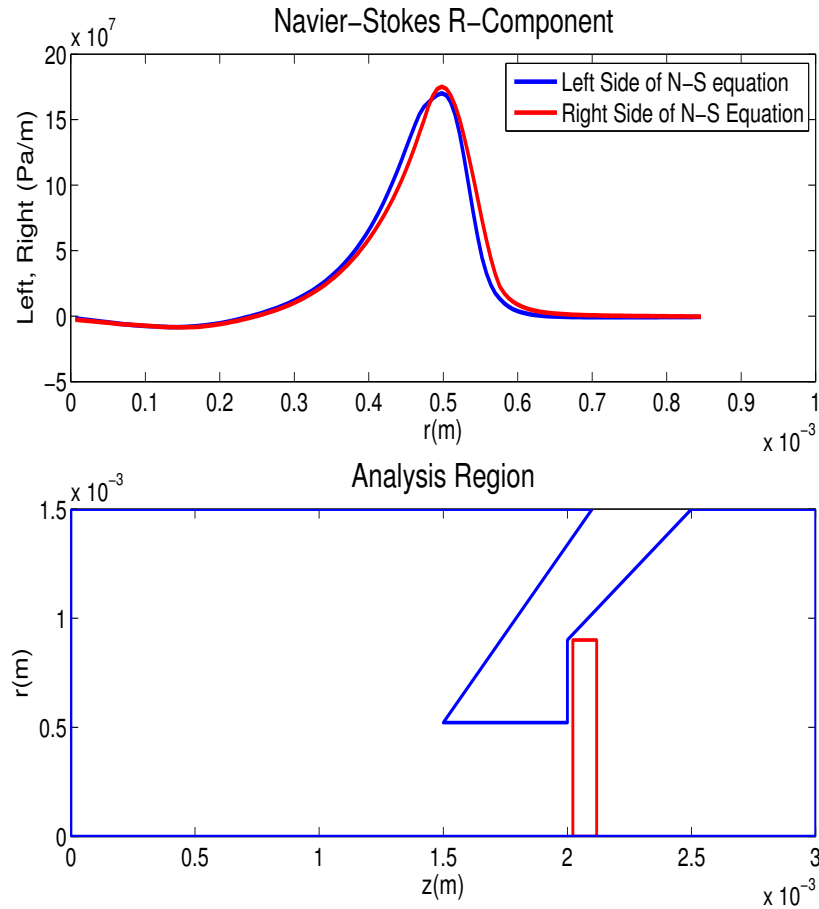 Navier−Stokes R−Component
x 10^7
20
15
10
5
0
−5
Left, Right (Pa/m)
Left Side of N−S equation
Right Side of N−S Equation
0 0.1 0.2 0.3 0.4 0.5 0.6 0.7 0.8 0.9 1
r(m)
x 10^−3
Analysis Region
x 10^−3
1.5
1
0.5
0
r(m)
0 0.5 1 1.5 2 2.5 3
z(m)
x 10^−3